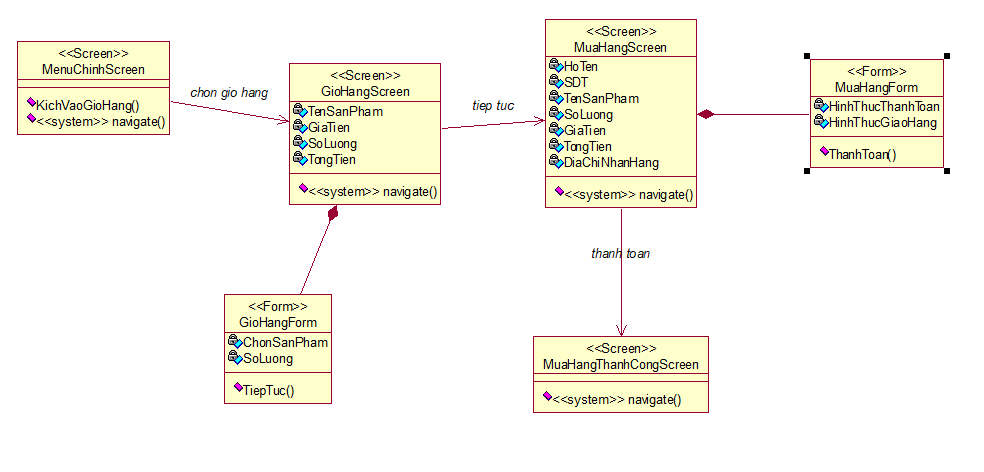 <<Screen>>
MenuChinhScreen
KichVaoGioHang()
<<system>> navigate()
chon gio hang
<<Screen>>
GioHangScreen
TenSanPham
GiaTien
SoLuong
TongTien
<<system>> navigate()
tiep tuc
<<Screen>>
MuaHangScreen
HoTen
SDT
TenSanPham
SoLuong
GiaTien
TongTien
DiaChiNhanHang
<<system>> navigate()
<<Form>>
MuaHangForm
HinhThucThanhToan
HinhThucGiaoHang
ThanhToan()
thanh toan
<<Form>>
GioHangForm
ChonSanPham
SoLuong
TiepTuc()
<<Screen>>
MuaHangThanhCongScreen
<<system>> navigate()